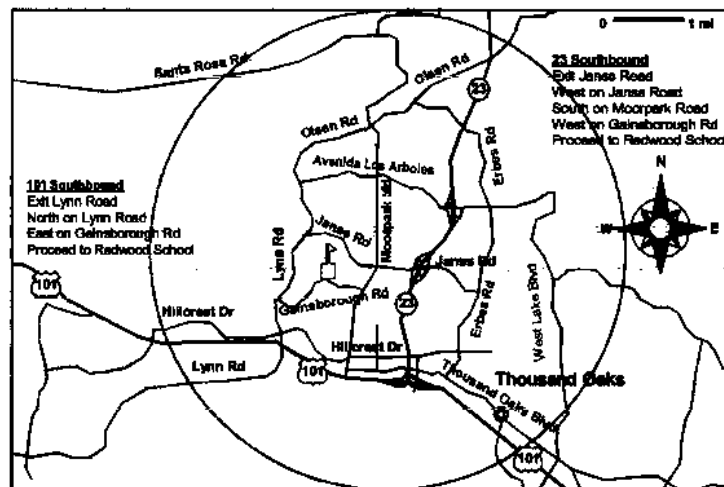 0 1 mi
Santa Rosa Rd
Olsen Rd
23
23 Southbound
Exit Janss Road
West on Janss Road
South on Moorpark Road
West on Gainsborough Rd
Proceed to Redwood School
Olsen Rd
Erbes Rd
Avenida Los Arboles
N
W
E
S
101 Southbound
Exit Lynn Road
North on Lynn Road
East on Gainsborough Rd
Proceed to Redwood School
Moorpark Rd
Janss Rd
Lynn Rd
Janss Rd
101
Gainsborough Rd
23
Erbes Rd
West Lake Blvd
Hillcrest Dr
Hillcrest Dr
Lynn Rd
101
Thousand Oaks
Thousand Oaks Blvd
101